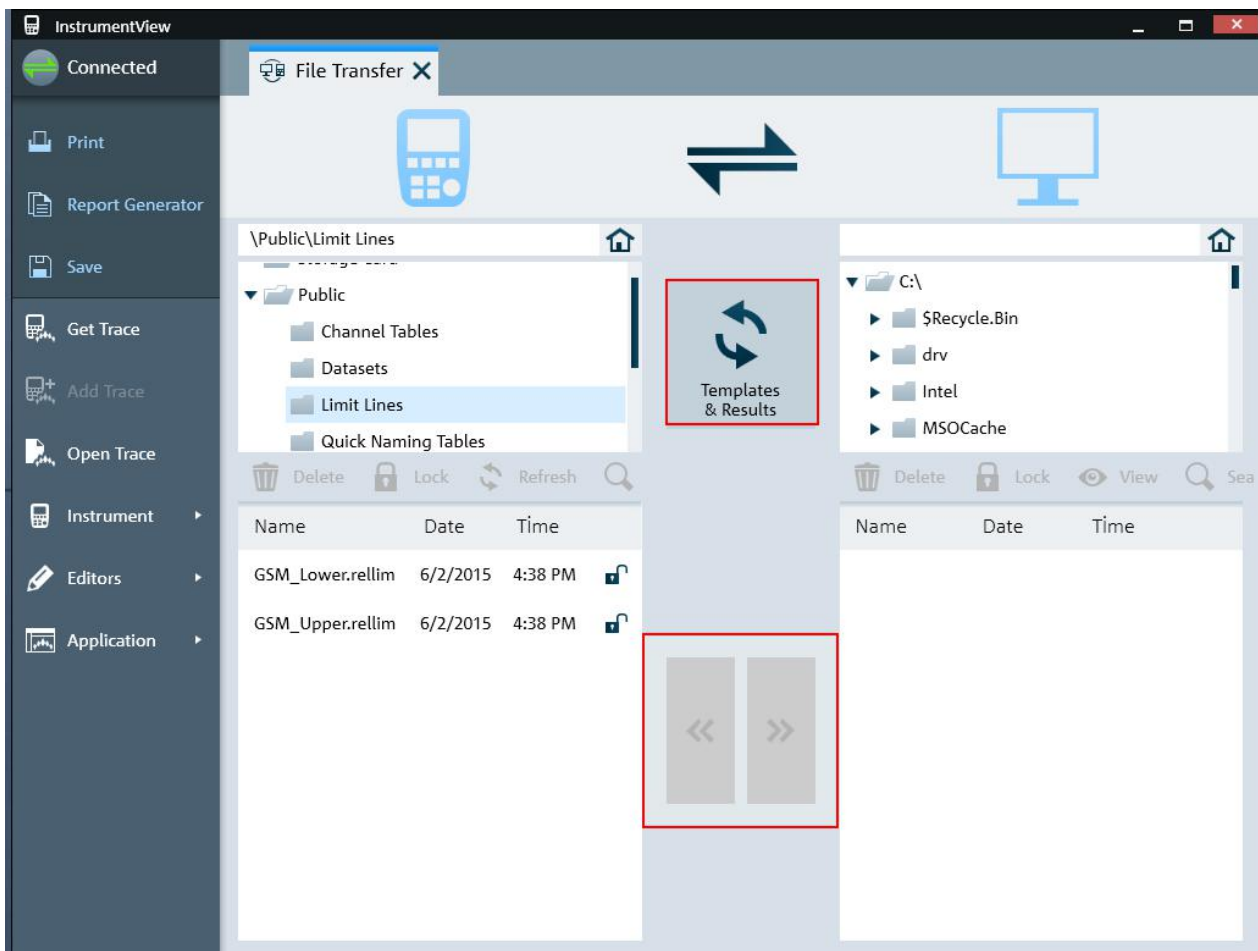 InstrumentView
Connected
File Transfer
Print
Report Generator
Save
Get Trace
Add Trace
Open Trace
Instrument
Editors
Application
\Public\Limit Lines
Storage Card
Public
Channel Tables
Datasets
Limit Lines
Quick Naming Tables
Delete Lock Refresh
Name Date Time
GSM_Lower.rellim 6/2/2015 4:38 PM
GSM_Upper.rellim 6/2/2015 4:38 PM
Templates
& Results
C:\
$Recycle.Bin
drv
Intel
MSOCache
Delete Lock View Sea
Name Date Time